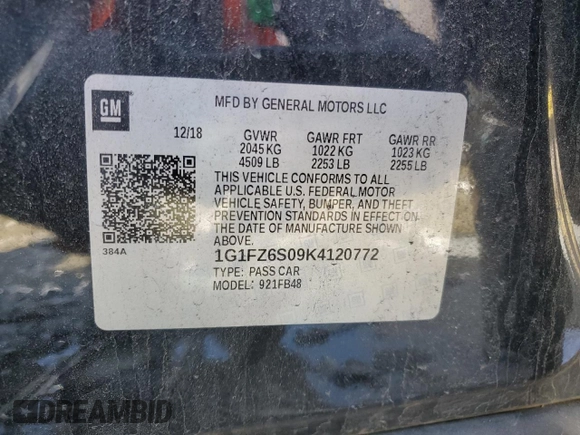 GM
MFD BY GENERAL MOTORS LLC
12/18 GVWR GAWR FRT GAWR RR
2045 KG 1022 KG 1023 KG
4509 LB 2253 LB 2255 LB
THIS VEHICLE CONFORMS TO ALL
APPLICABLE U.S. FEDERAL MOTOR
VEHICLE SAFETY, BUMPER, AND THEFT
PREVENTION STANDARDS IN EFFECT ON
THE DATE OF MANUFACTURE SHOWN
ABOVE.
384A
1G1FZ6S09K4120772
TYPE: PASS CAR
MODEL: 921FB48
DREAMBID